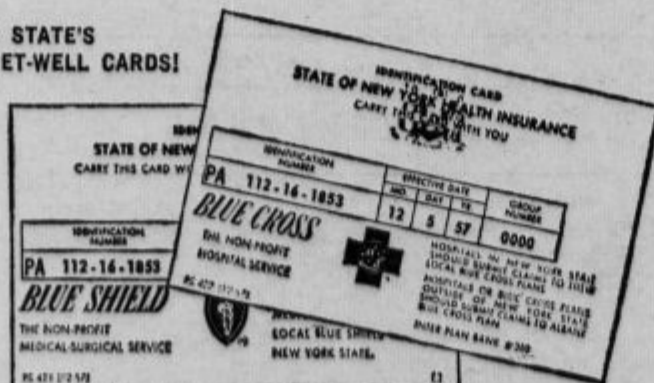 STATE'S
ET-WELL CARDS!
IDENTIFICATION CARD
STATE OF NEW YORK HEALTH INSURANCE
CARRY THIS WITH YOU
IDENTIFICATION NUMBER
EFFECTIVE DATE
GROUP NUMBER
MO. DAY YR.
PA 112-16-1853 12 5 57 0000
BLUE CROSS
THE NON-PROFIT
HOSPITAL SERVICE
HOSPITALS IN NEW YORK STATE
SHOULD SUBMIT CLAIMS TO THEIR
LOCAL BLUE CROSS PLANS
HOSPITALS OR BLUE CROSS PLANS
OUTSIDE OF NEW YORK STATE
SHOULD SUBMIT CLAIMS TO ALBANY
BLUE CROSS PLAN
ENTER PLAN BANK
IDEN
STATE OF NEW
CARRY THIS CARD
IDENTIFICATION NUMBER
PA 112-16-1853
BLUE SHIELD
THE NON-PROFIT
MEDICAL-SURGICAL SERVICE
LOCAL BLUE SHIELD
NEW YORK STATE.